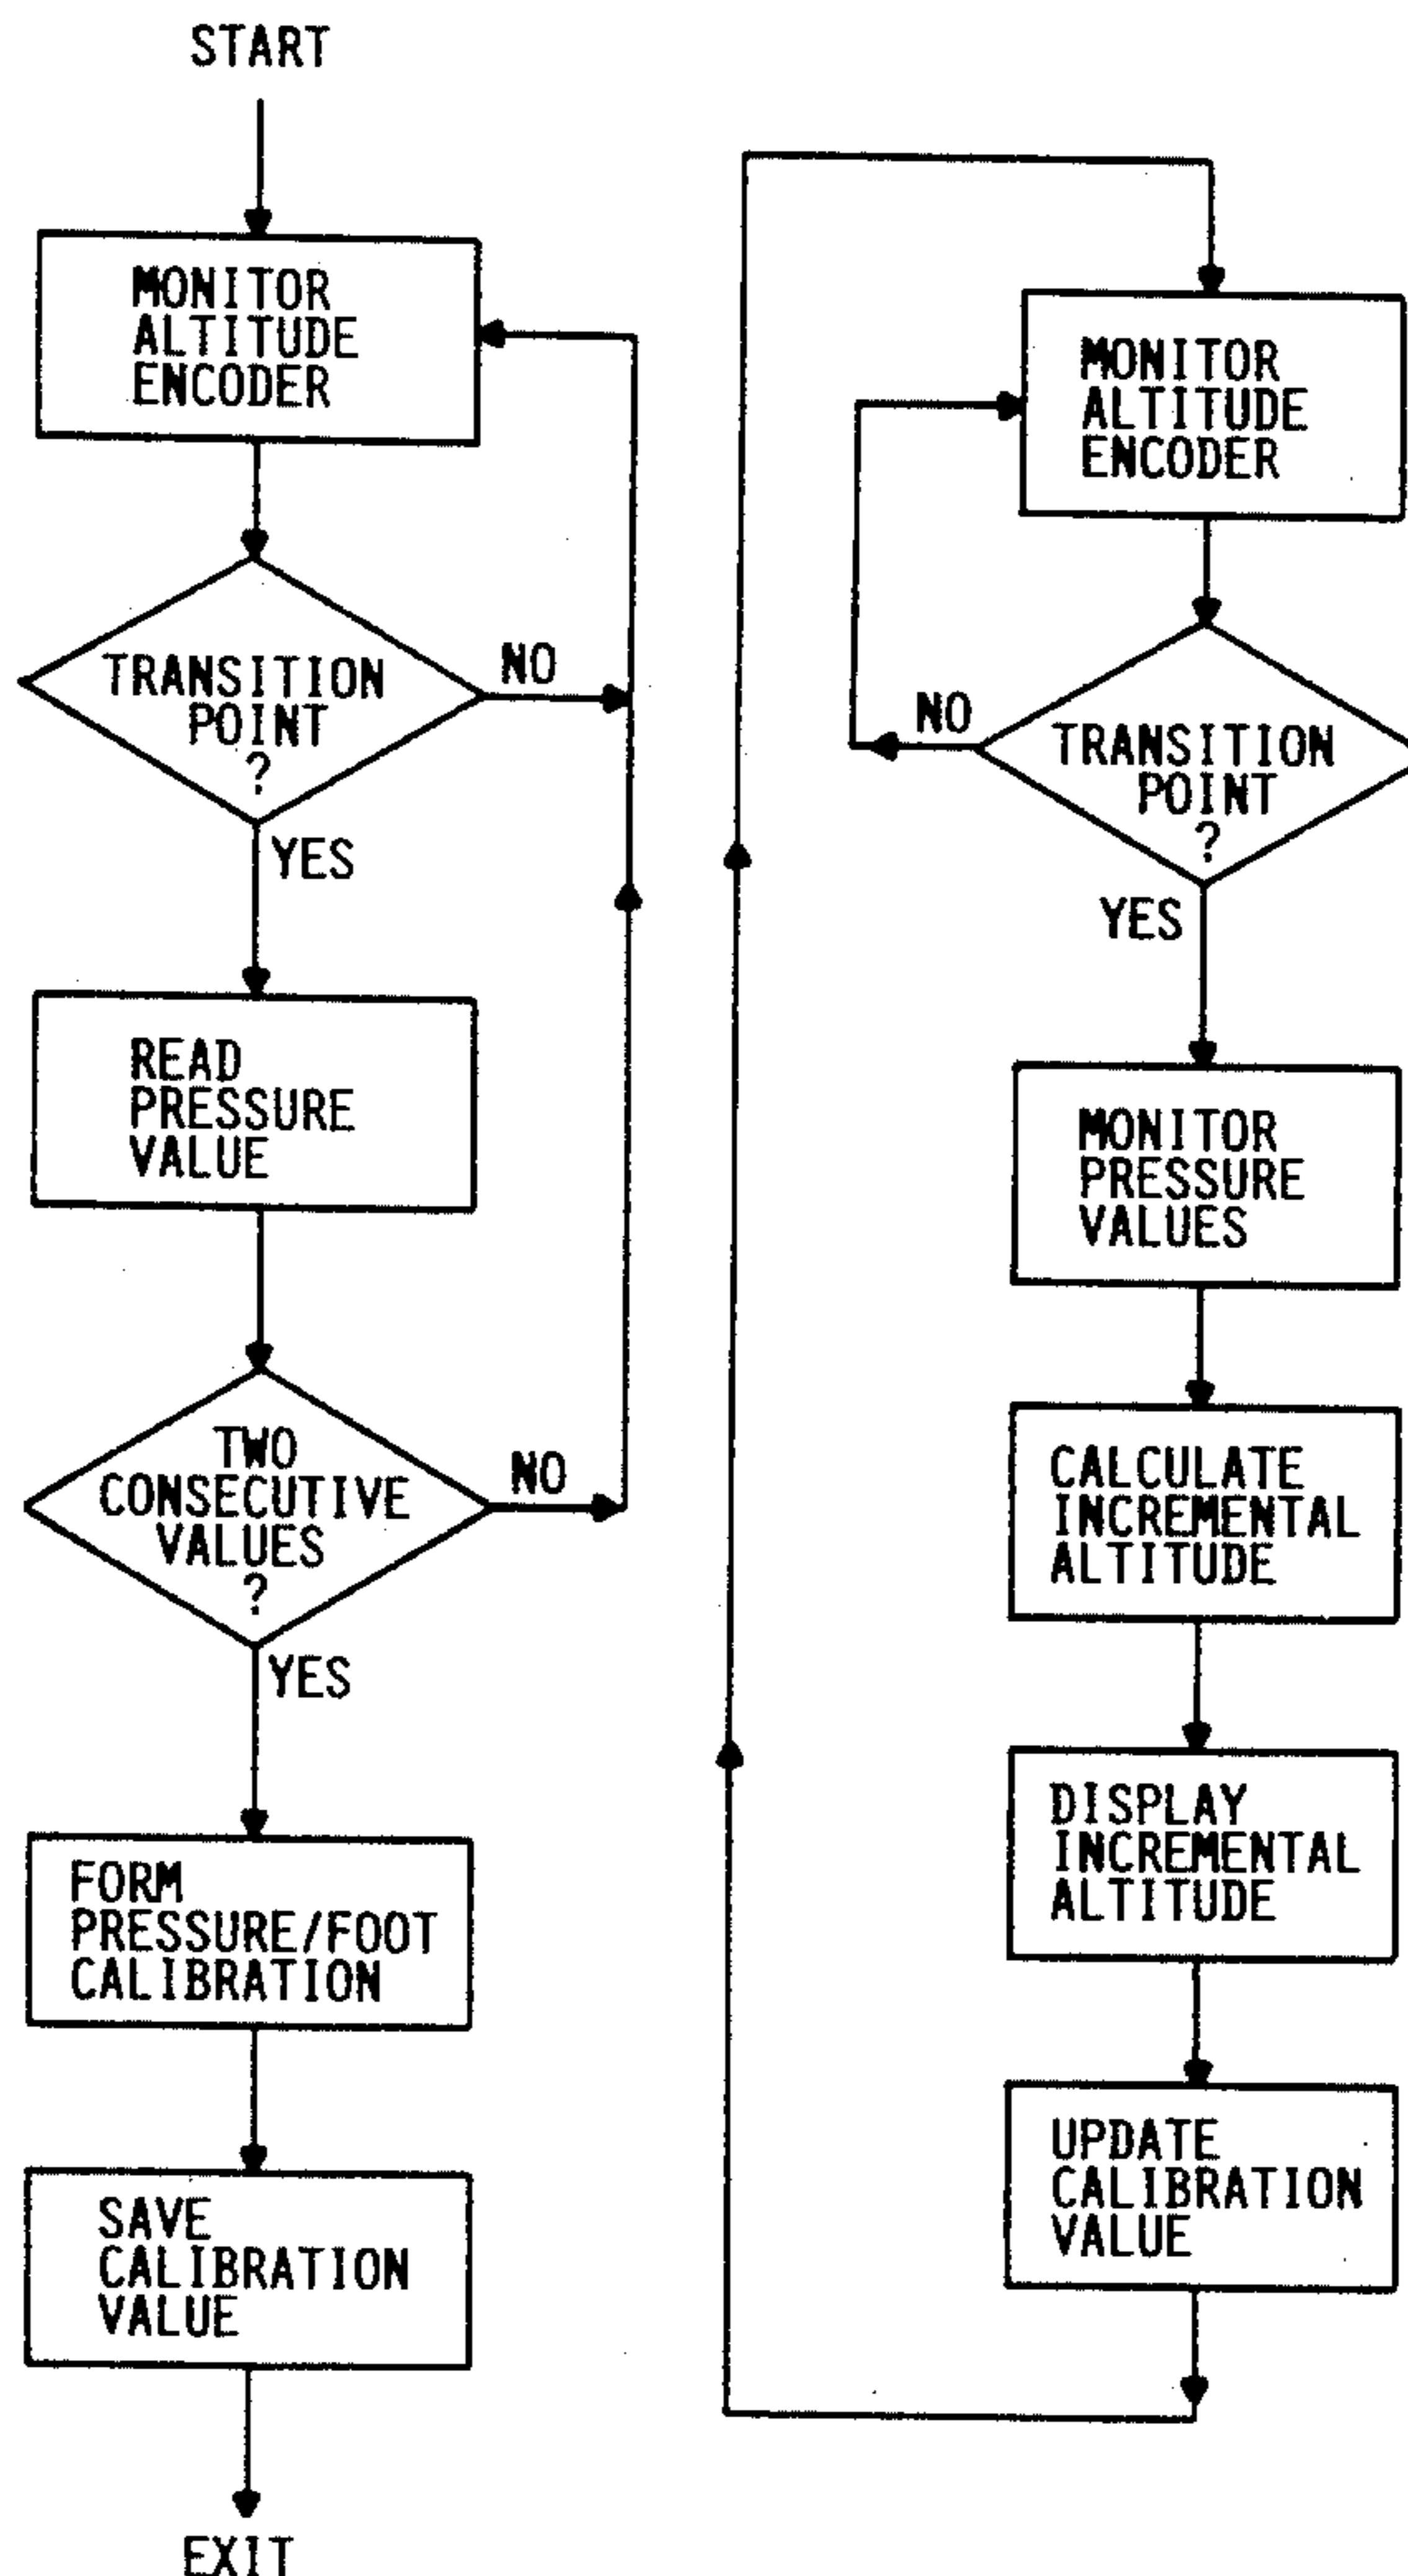 START
MONITOR
ALTITUDE
ENCODER
TRANSITION
POINT
?
NO
YES
READ
PRESSURE
VALUE
TWO
CONSECUTIVE
VALUES
?
NO
YES
FORM
PRESSURE/FOOT
CALIBRATION
SAVE
CALIBRATION
VALUE
EXIT
MONITOR
ALTITUDE
ENCODER
NO
TRANSITION
POINT
?
YES
MONITOR
PRESSURE
VALUES
CALCULATE
INCREMENTAL
ALTITUDE
DISPLAY
INCREMENTAL
ALTITUDE
UPDATE
CALIBRATION
VALUE